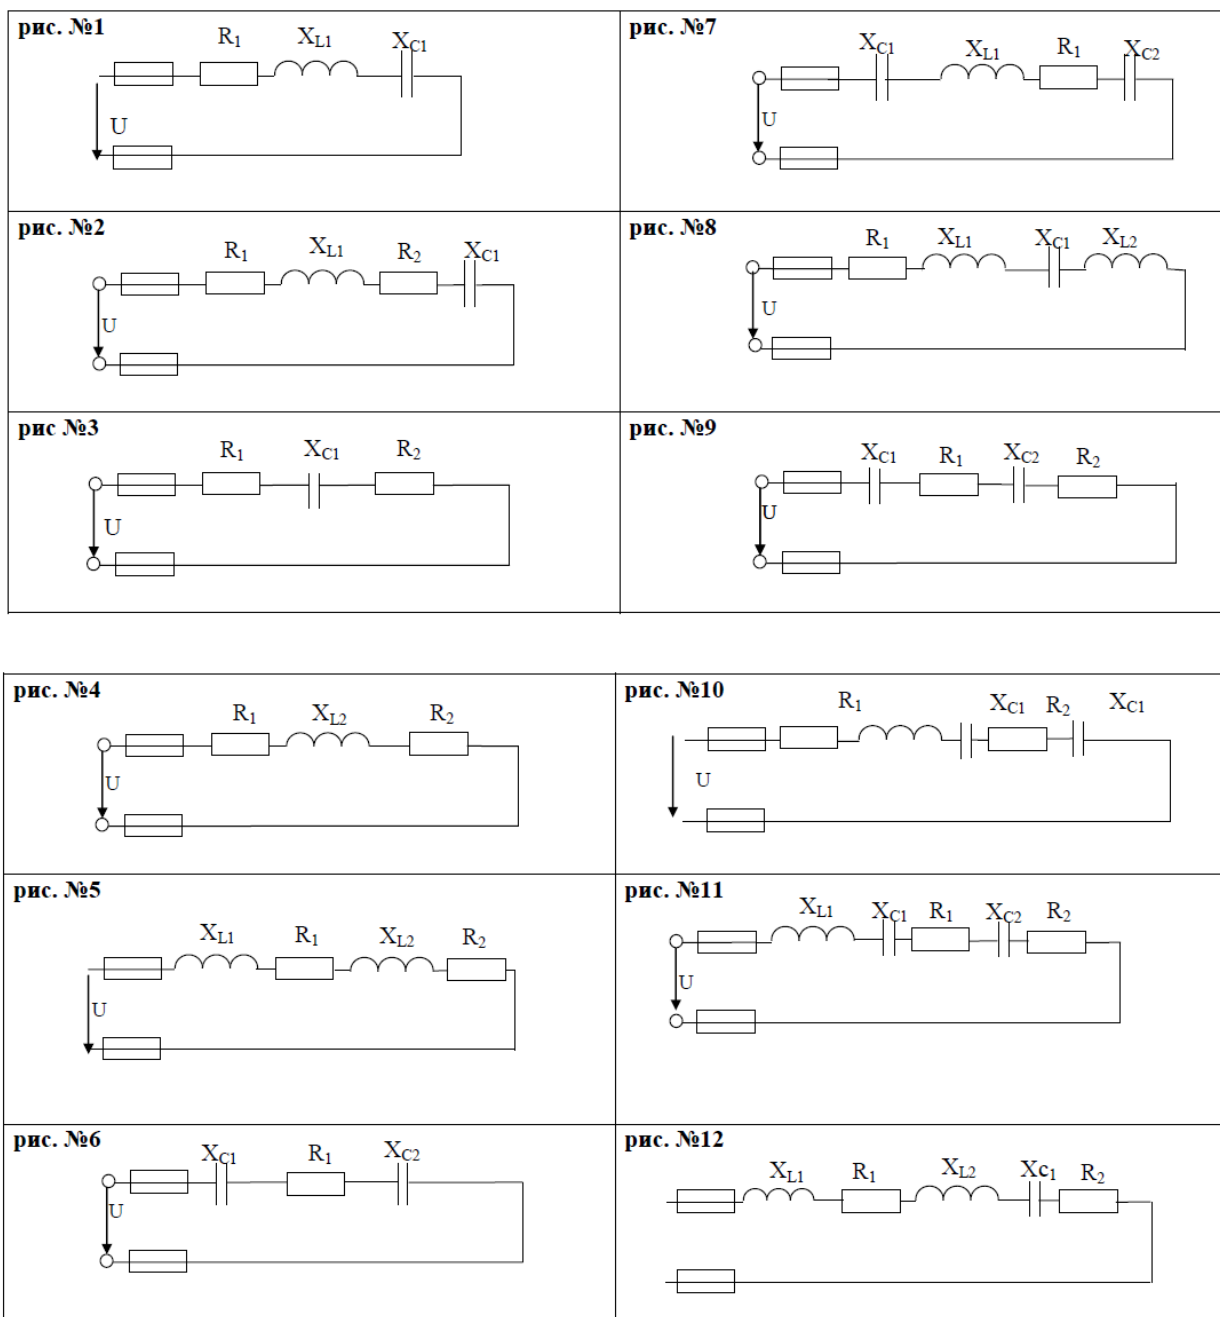 рис. №1
R1 XL1 XC1
U
рис. №7
XC1 XL1 R1 XC2
U
рис. №2
R1 XL1 R2 XC1
U
рис. №8
R1 XL1 XC1 XL2
U
рис №3
R1 XC1 R2
U
рис. №9
XC1 R1 XC2 R2
U
рис. №4
R1 XL2 R2
U
рис. №10
R1 XC1 R2 XC1
U
рис. №5
XL1 R1 XL2 R2
U
рис. №11
XL1 XC1 R1 XC2 R2
U
рис. №6
XC1 R1 XC2
U
рис. №12
XL1 R1 XL2 Xc1 R2